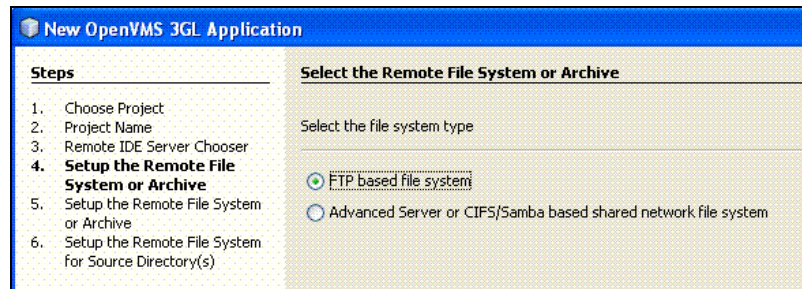 New OpenVMS 3GL Application
Steps
1. Choose Project
2. Project Name
3. Remote IDE Server Chooser
4. Setup the Remote File
System or Archive
5. Setup the Remote File System
or Archive
6. Setup the Remote File System
for Source Directory(s)
Select the Remote File System or Archive
Select the file system type
FTP based file system
Advanced Server or CIFS/Samba based shared network file system